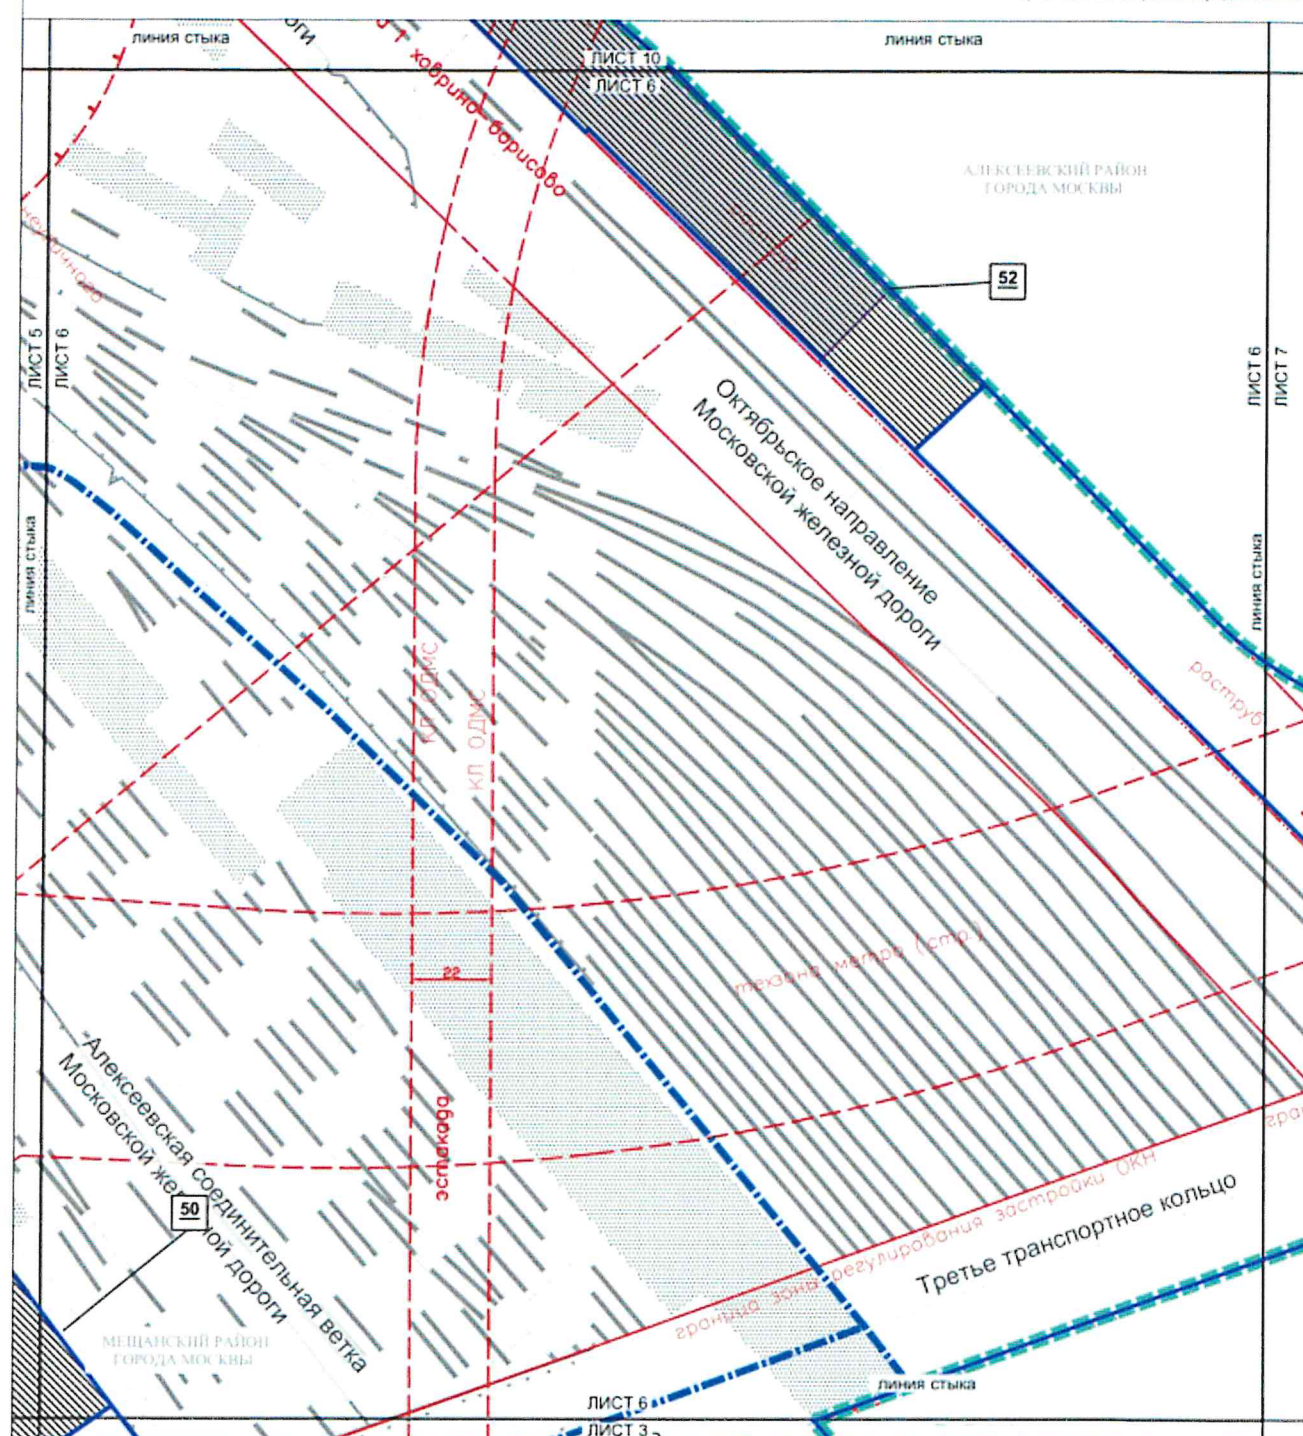 линия стыка
линия стыка
ЛИСТ 10
ЛИСТ 6
ховрино- борисово
АЛЕКСЕЕВСКИЙ РАЙОН
ГОРОДА МОСКВЫ
52
ЛИСТ 5
ЛИСТ 6
ЛИСТ 6
ЛИСТ 7
Октябрьское направление
Московской железной дороги
линия стыка
линия стыка
КЛ ОДМС
КЛ ОДМС
раструб
техзона метро (стр.)
22
эстакада
Алексеевская соединительная ветка
Московской железной дороги
50
граница зоны регулирования застройки ОКН
Третье транспортное кольцо
МЕЩАНСКИЙ РАЙОН
ГОРОДА МОСКВЫ
линия стыка
ЛИСТ 6
ЛИСТ 3